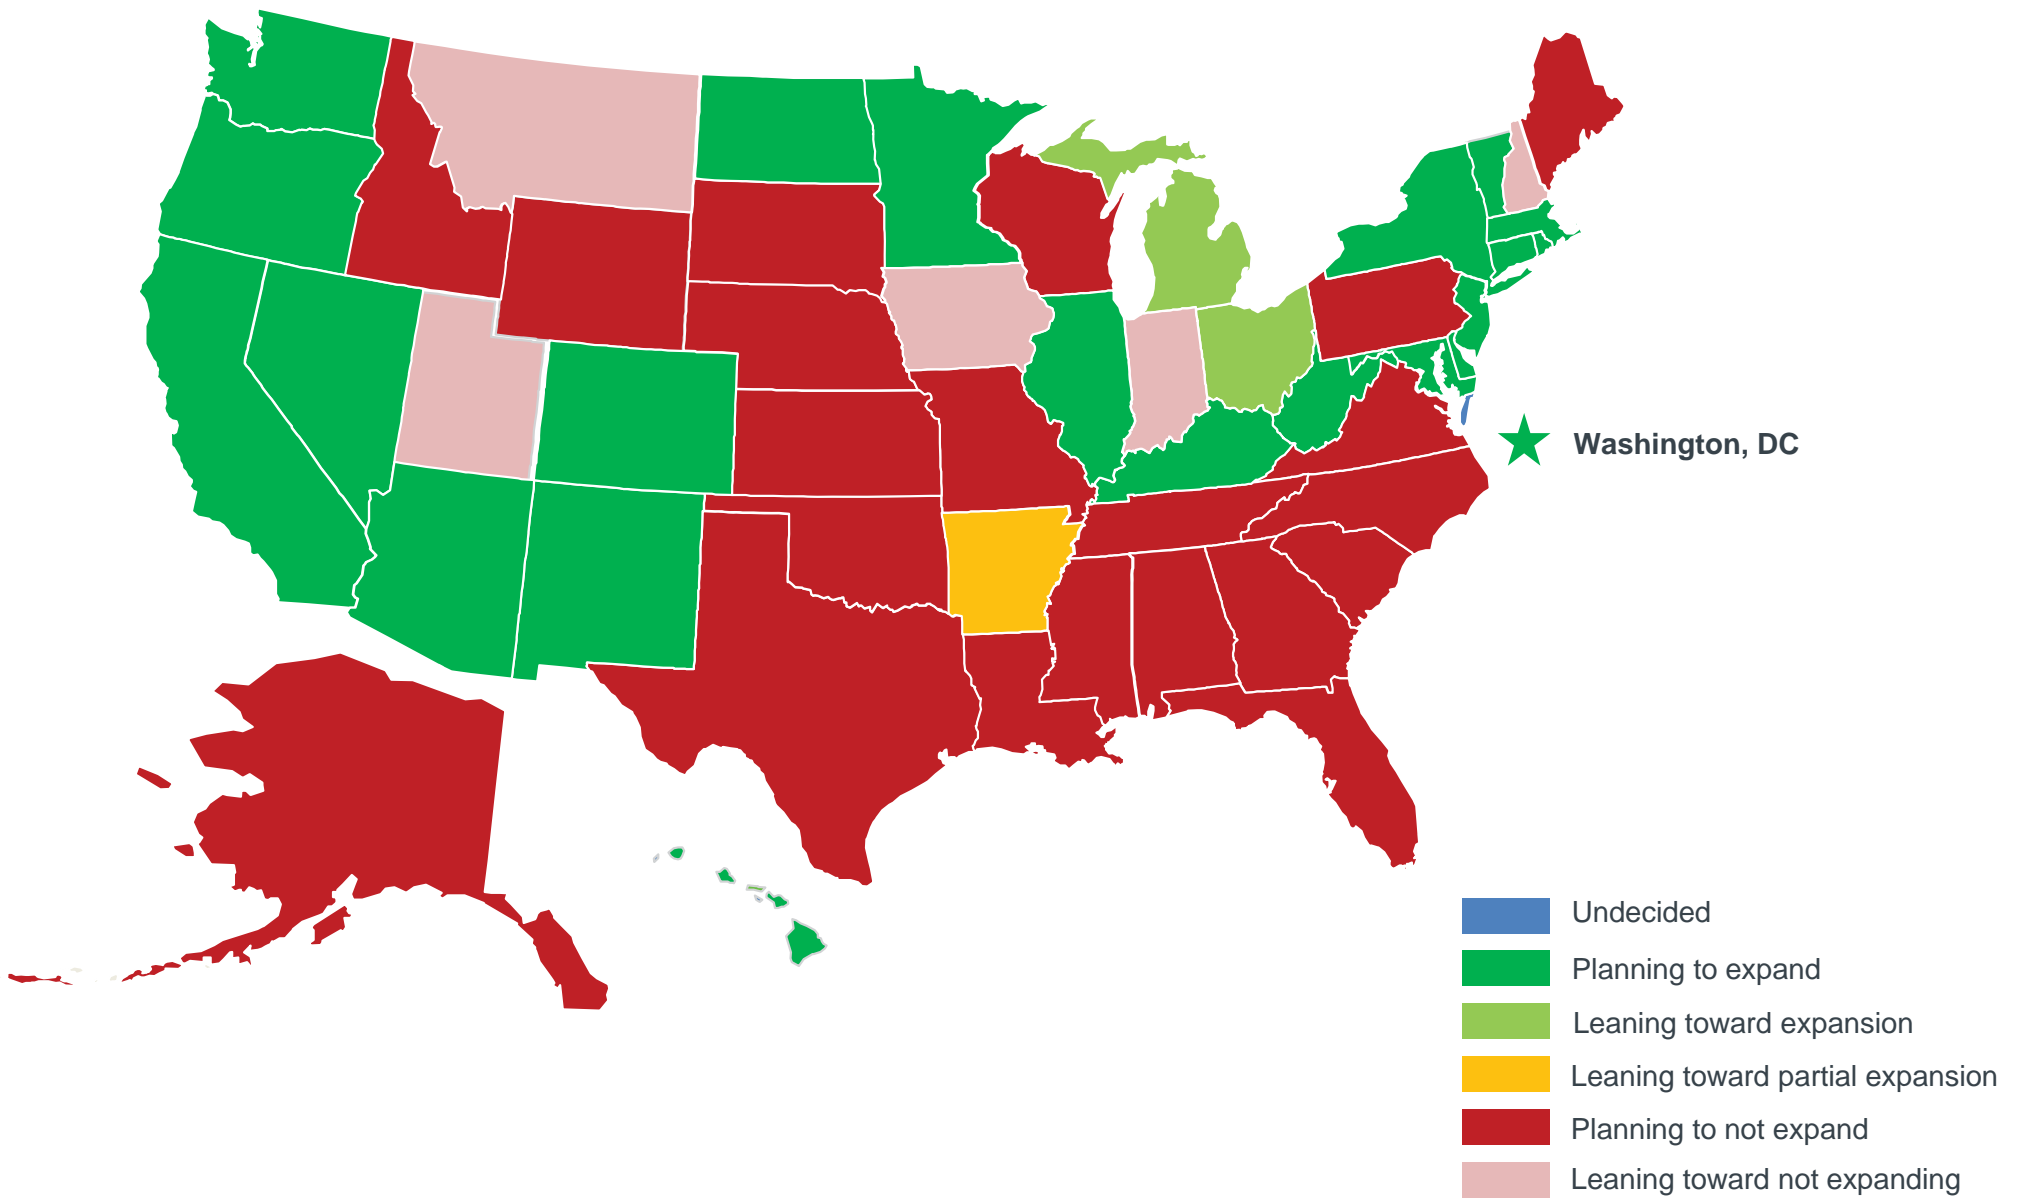 Washington, DC
Undecided
Planning to expand
Leaning toward expansion
Leaning toward partial expansion
Planning to not expand
Leaning toward not expanding